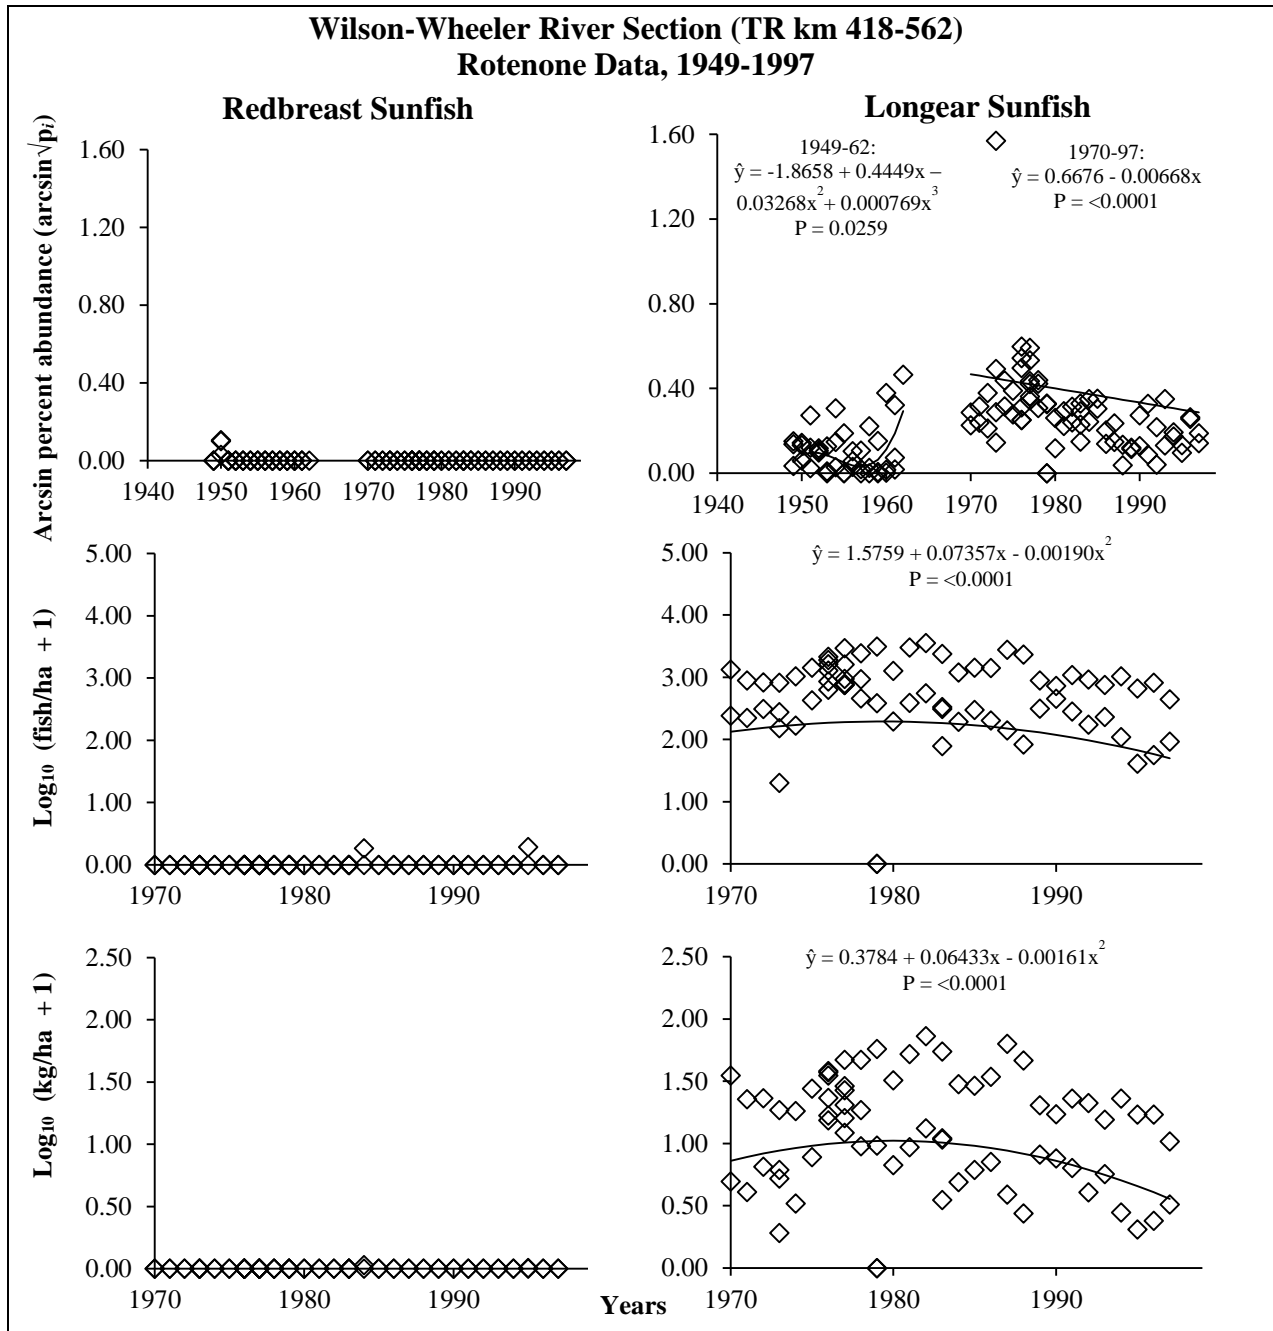 Wilson-Wheeler River Section (TR km 418-562)
Rotenone Data, 1949-1997
Redbreast Sunfish
Longear Sunfish
Arcsin percent abundance (arcsin√pi)
1.60
1.20
0.80
0.40
0.00
1940 1950 1960 1970 1980 1990
1.60
1.20
0.80
0.40
0.00
1940 1950 1960 1970 1980 1990
1949-62:
ŷ = -1.8658 + 0.4449x –
0.03268x² + 0.000769x³
P = 0.0259
1970-97:
ŷ = 0.6676 - 0.00668x
P = <0.0001
Log₁₀ (fish/ha + 1)
5.00
4.00
3.00
2.00
1.00
0.00
1970 1980 1990
5.00
4.00
3.00
2.00
1.00
0.00
1970 1980 1990
ŷ = 1.5759 + 0.07357x - 0.00190x²
P = <0.0001
Log₁₀ (kg/ha + 1)
2.50
2.00
1.50
1.00
0.50
0.00
1970 1980 1990
2.50
2.00
1.50
1.00
0.50
0.00
1970 1980 1990
ŷ = 0.3784 + 0.06433x - 0.00161x²
P = <0.0001
Years